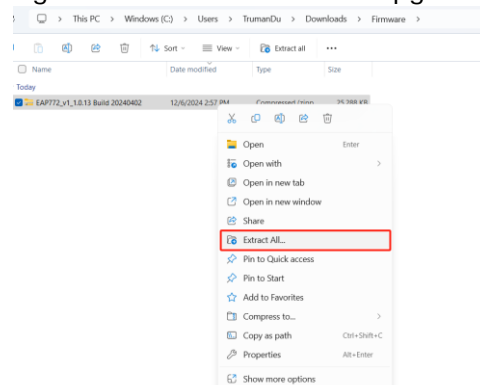 This PC > Windows (C:) > Users > TrumanDu > Downloads > Firmware >
Sort View Extract all ...
Name Date modified Type Size
Today
EAP772_v1_1.0.13 Build 20240402 12/6/2024 2:57 PM Compressed (zipp... 25,288 KB
Open Enter
Open with >
Open in new tab
Open in new window
Share
Extract All...
Pin to Quick access
Pin to Start
Add to Favorites
Compress to... >
Copy as path Ctrl+Shift+C
Properties Alt+Enter
Show more options